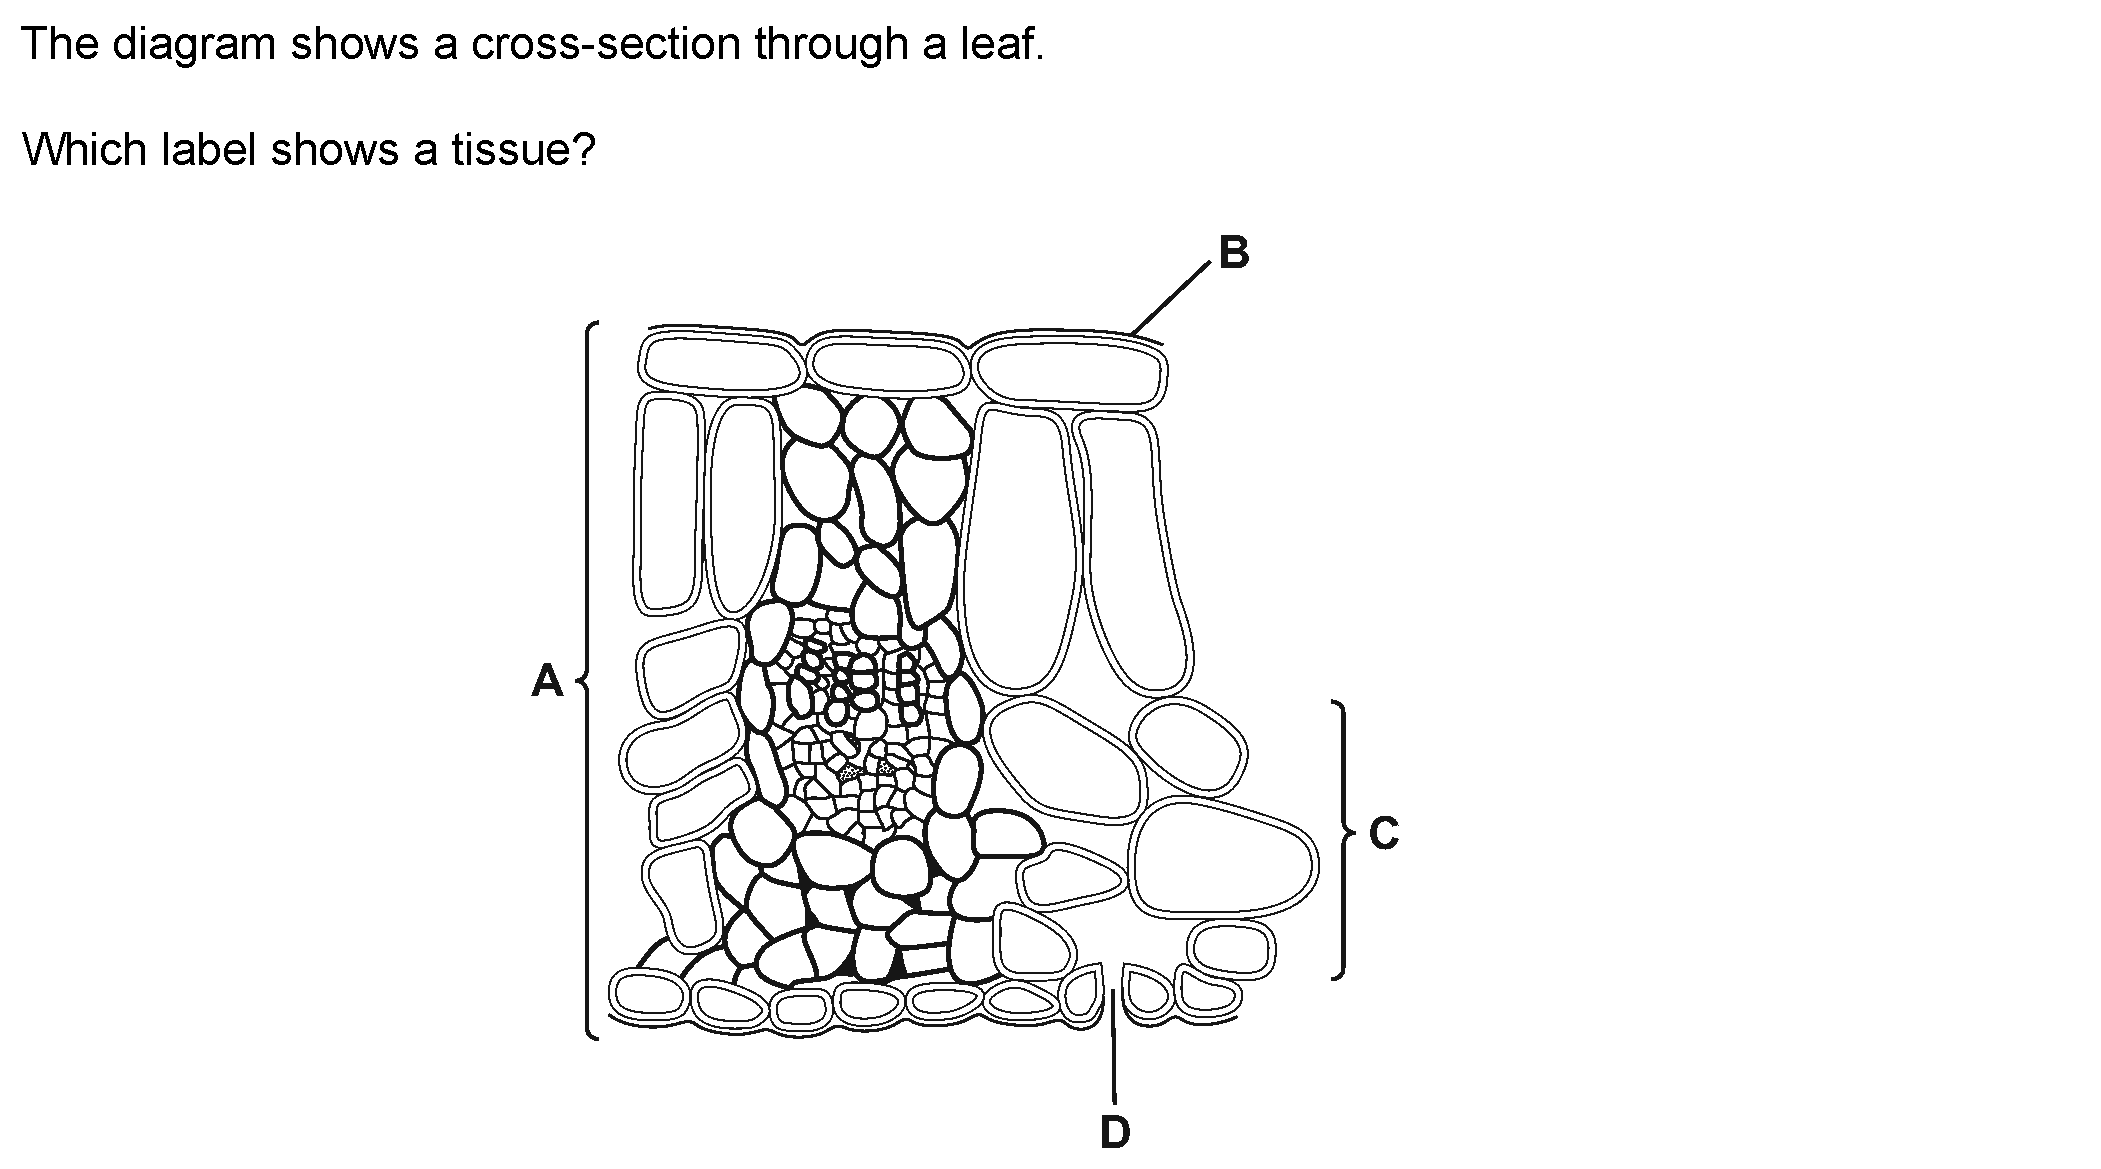 The diagram shows a cross-section through a leaf.
Which label shows a tissue?
B
A
C
D